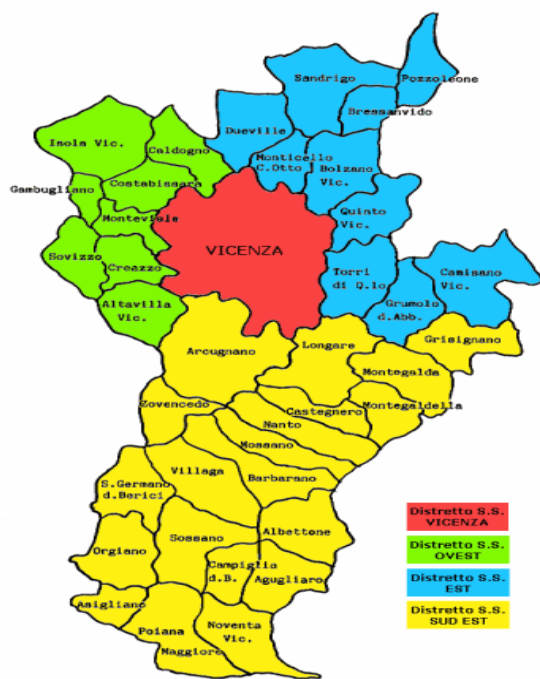 Sandrigo
Pozzoleone
Bressanvido
Dueville
Isola Vic.
Caldogno
Monticello
C.Otto
Bolzano
Vic.
Gambugliano
Costabissara
Monteviale
Quinto
Vic.
VICENZA
Sovizzo
Creazzo
Torri
di Q.lo
Camisano
Vic.
Altavilla
Vic.
Grumolo
d.Abb.
Grisignano
Arcugnano
Longare
Montegalda
Zovencedo
Castegnero
Montegaldella
Nanto
Mossano
Villaga
Barbarano
S.Germano
d.Berici
Albettone
Orgiano
Sossano
Campiglia
d.B.
Agugliaro
Asigliano
Poiana
Maggiore
Noventa
Vic.
Distretto S.S.
VICENZA
Distretto S.S.
OVEST
Distretto S.S.
EST
Distretto S.S.
SUD EST